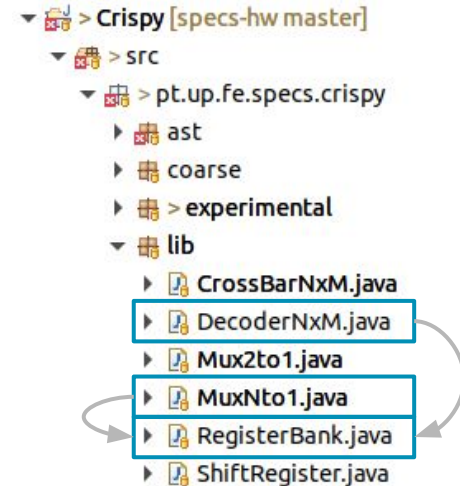 > Crispy [specs-hw master]
> src
> pt.up.fe.specs.crispy
ast
coarse
> experimental
lib
CrossBarNxM.java
DecoderNxM.java
Mux2to1.java
MuxNto1.java
RegisterBank.java
ShiftRegister.java